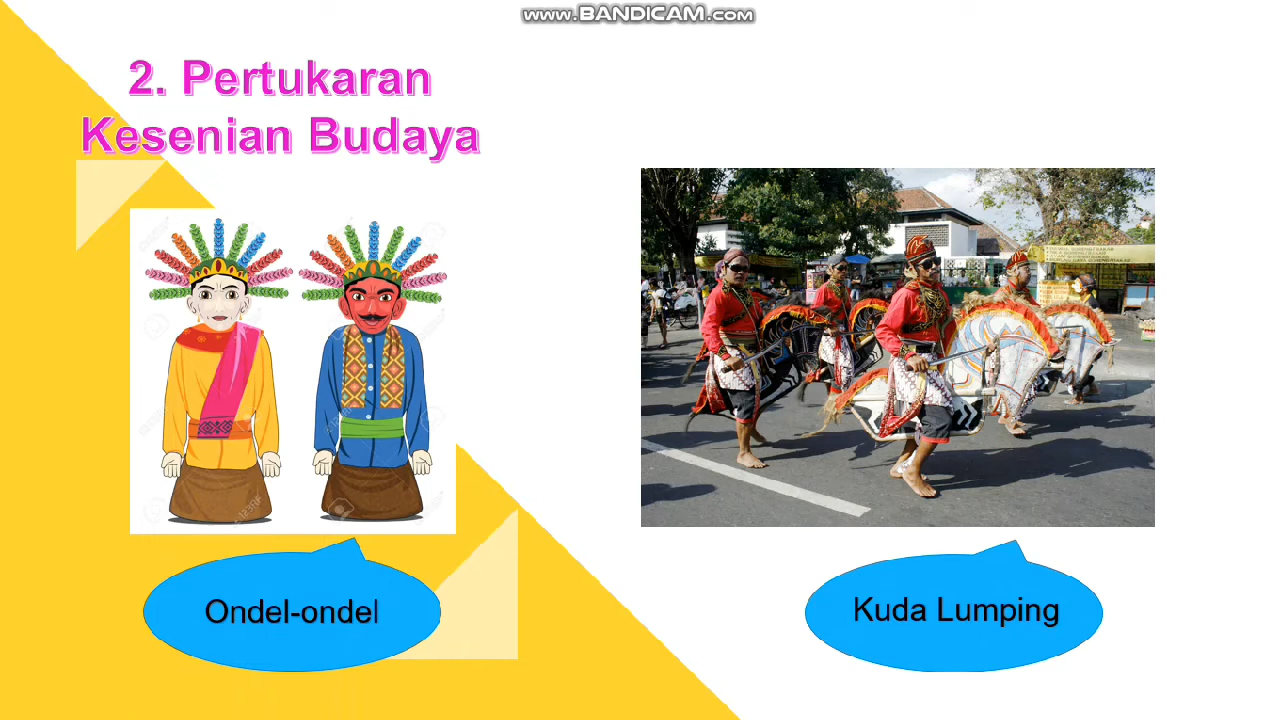 www.BANDICAM.com
2. Pertukaran
Kesenian Budaya
Ondel-ondel
Kuda Lumping